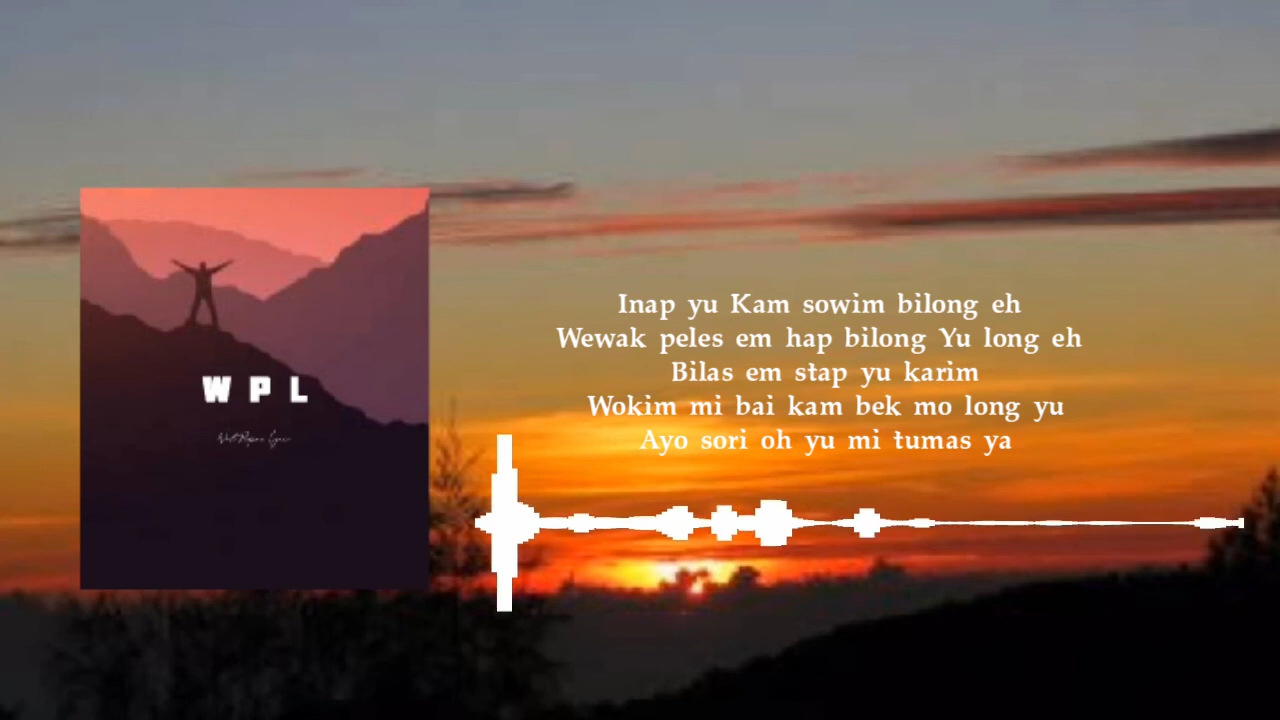 W P L
Inap yu Kam sowim bilong eh
Wewak peles em hap bilong Yu long eh
Bilas em stap yu karim
Wokim mi bai kam bek mo long yu
Ayo sori oh yu mi tumas ya